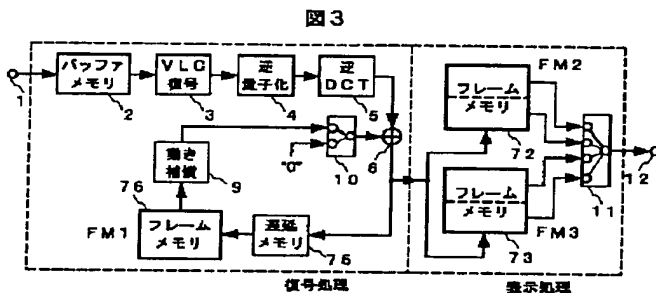 図3
バッファ
メモリ
VLC
復号
逆
量子化
逆
DCT
1
2
3
4
5
"0"
10
6
動き
補償
9
76
FM1
フレーム
メモリ
遅延
メモリ
75
復号処理
FM2
フレーム
メモリ
72
フレーム
メモリ
FM3
73
11
12
表示処理